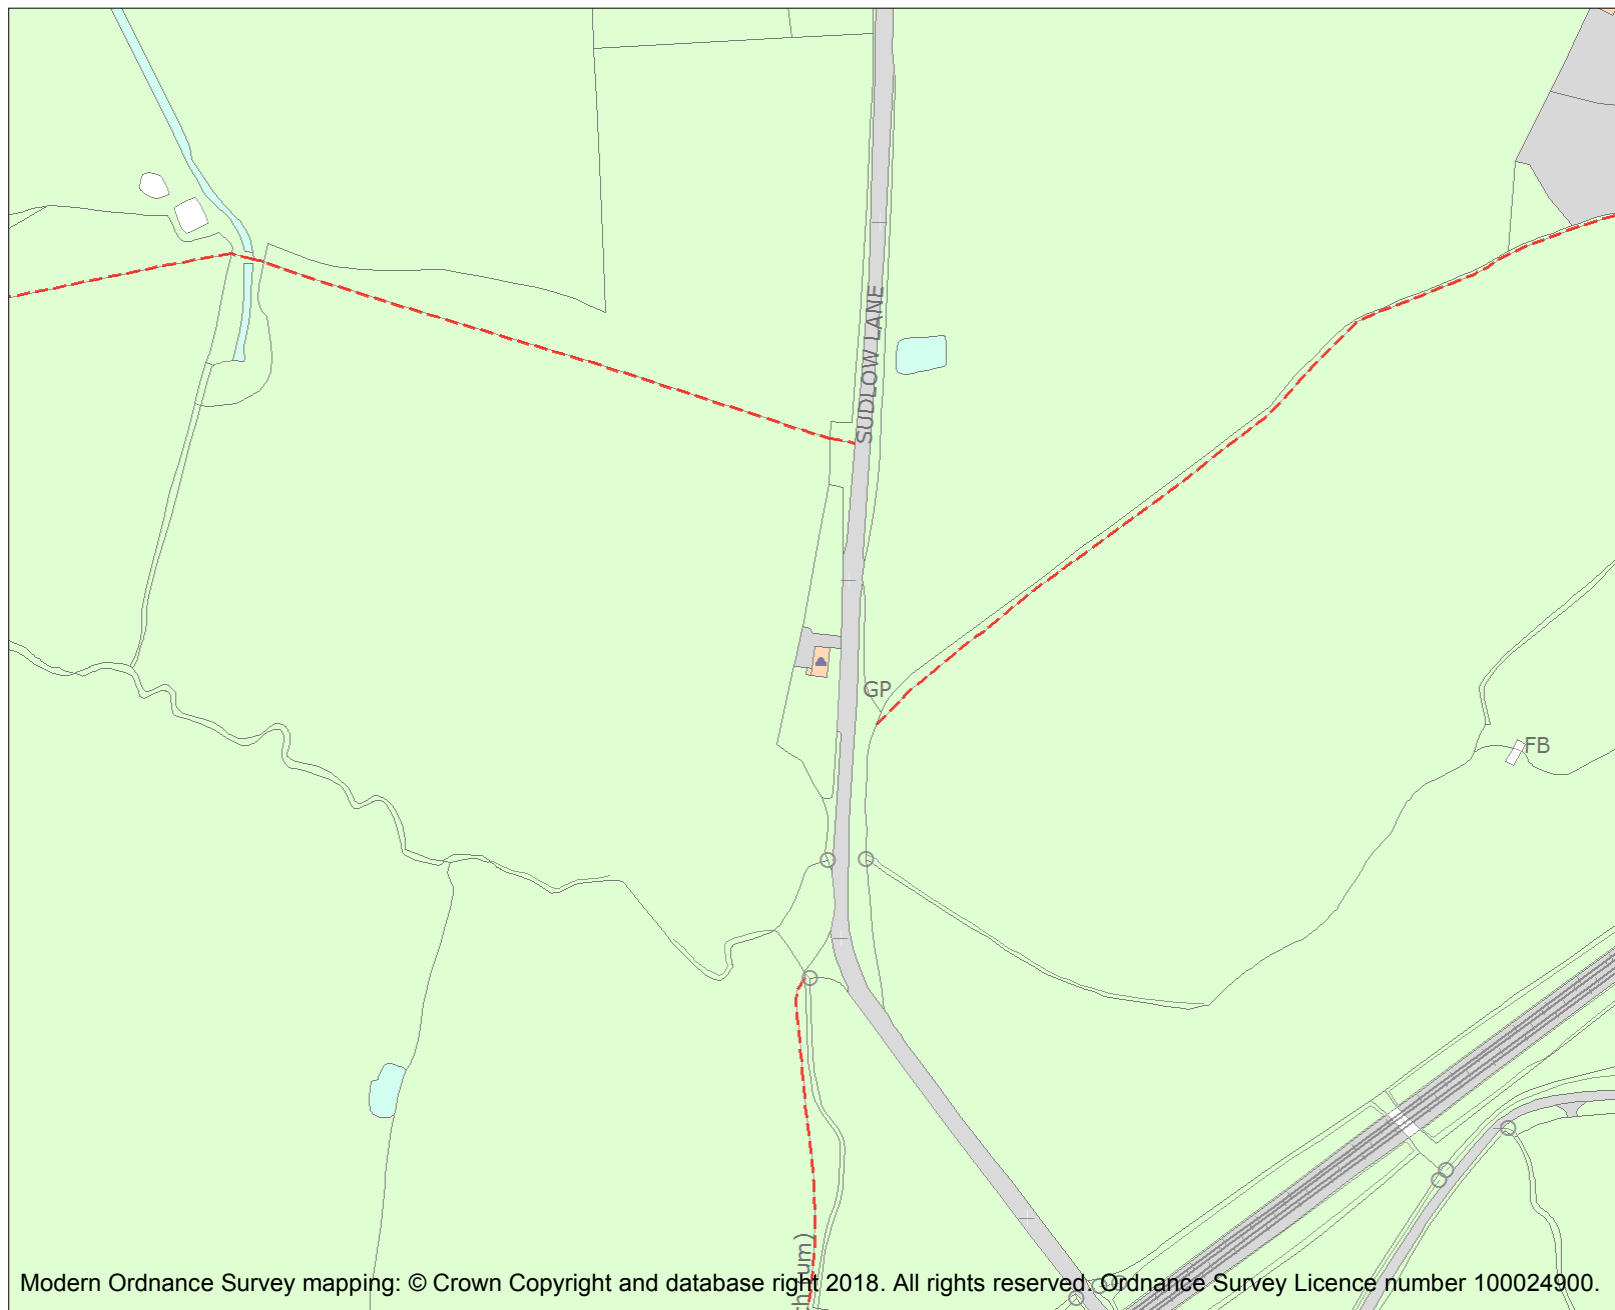 SUDLOW LANE
GP
FB
um)
Modern Ordnance Survey mapping: © Crown Copyright and database right 2018. All rights reserved. Ordnance Survey Licence number 100024900.